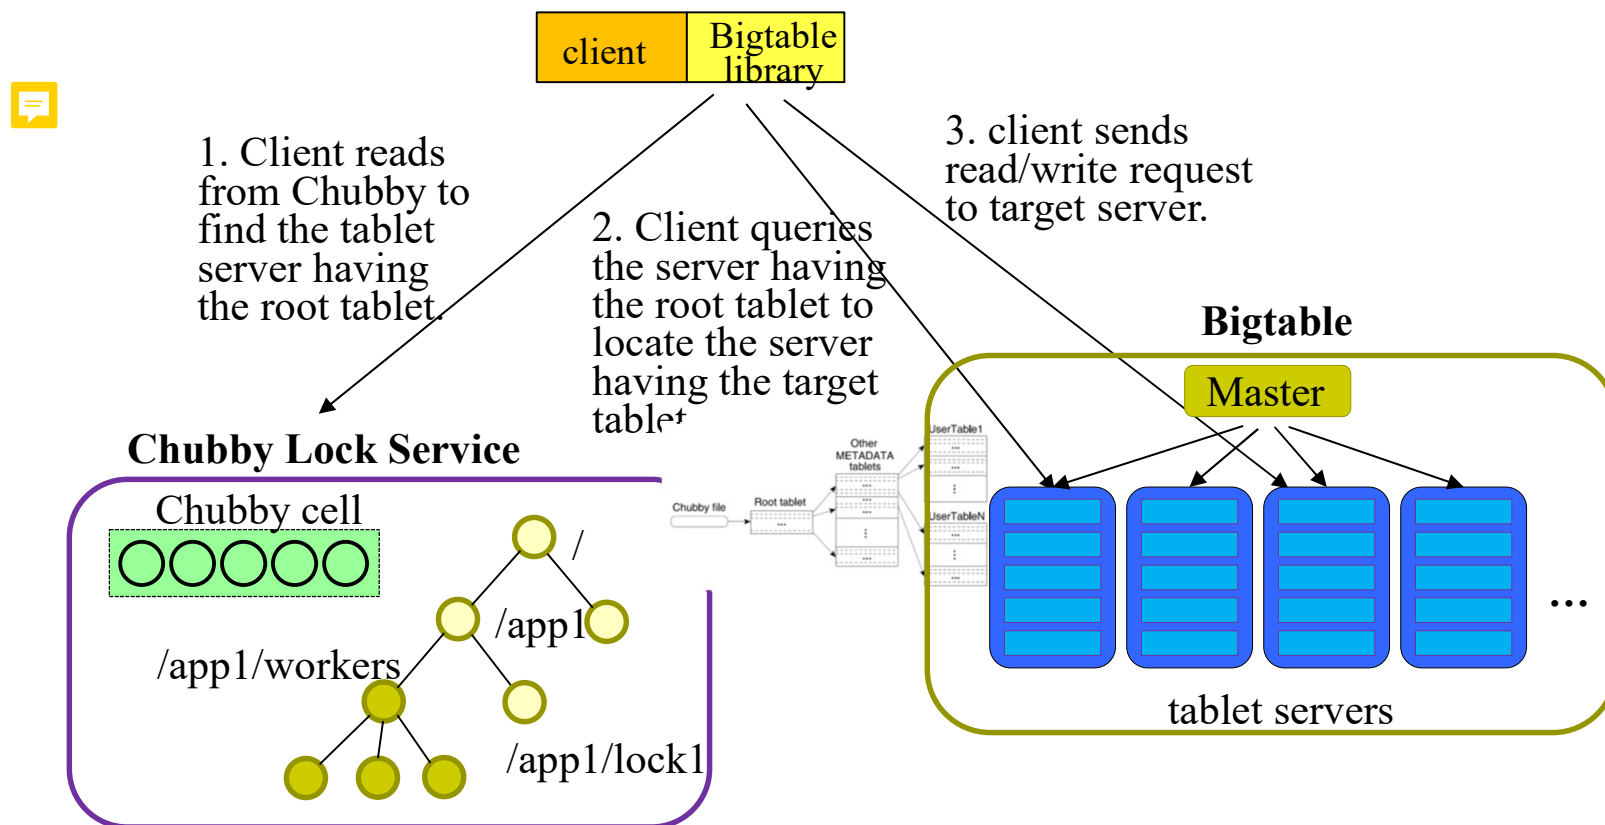 client
Bigtable
library
1. Client reads
from Chubby to
find the tablet
server having
the root tablet.
2. Client queries
the server having
the root tablet to
locate the server
having the target
tablet
3. client sends
read/write request
to target server.
Bigtable
Master
tablet servers
...
Chubby Lock Service
Chubby cell
/
/app1
/app1/workers
/app1/lock1
Chubby file
Root tablet
...
Other
METADATA
tablets
...
...
...
...
UserTable1
...
...
...
UserTableN
...
...
...